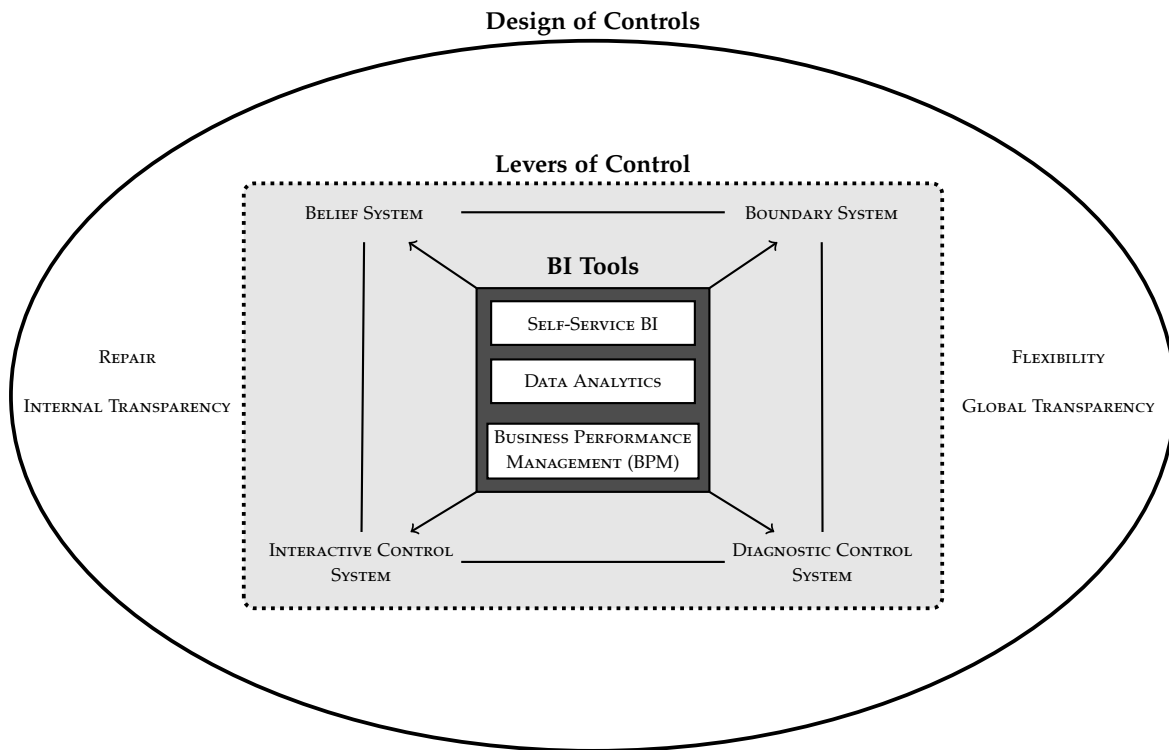 Design of Controls
Levers of Control
Belief System
Boundary System
BI Tools
Self-Service BI
Data Analytics
Business Performance
Management (BPM)
Repair
Internal Transparency
Flexibility
Global Transparency
Interactive Control
System
Diagnostic Control
System